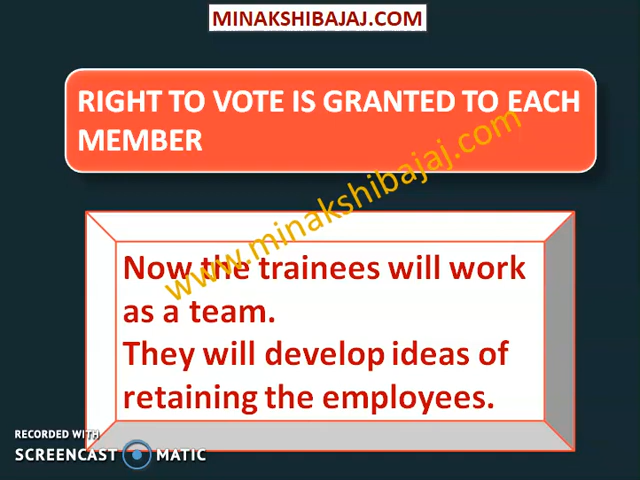 MINAKSHIBAJAJ.COM
RIGHT TO VOTE IS GRANTED TO EACH
MEMBER
www.minakshibajaj.com
Now the trainees will work
as a team.
They will develop ideas of
retaining the employees.
RECORDED WITH
SCREENCAST MATIC